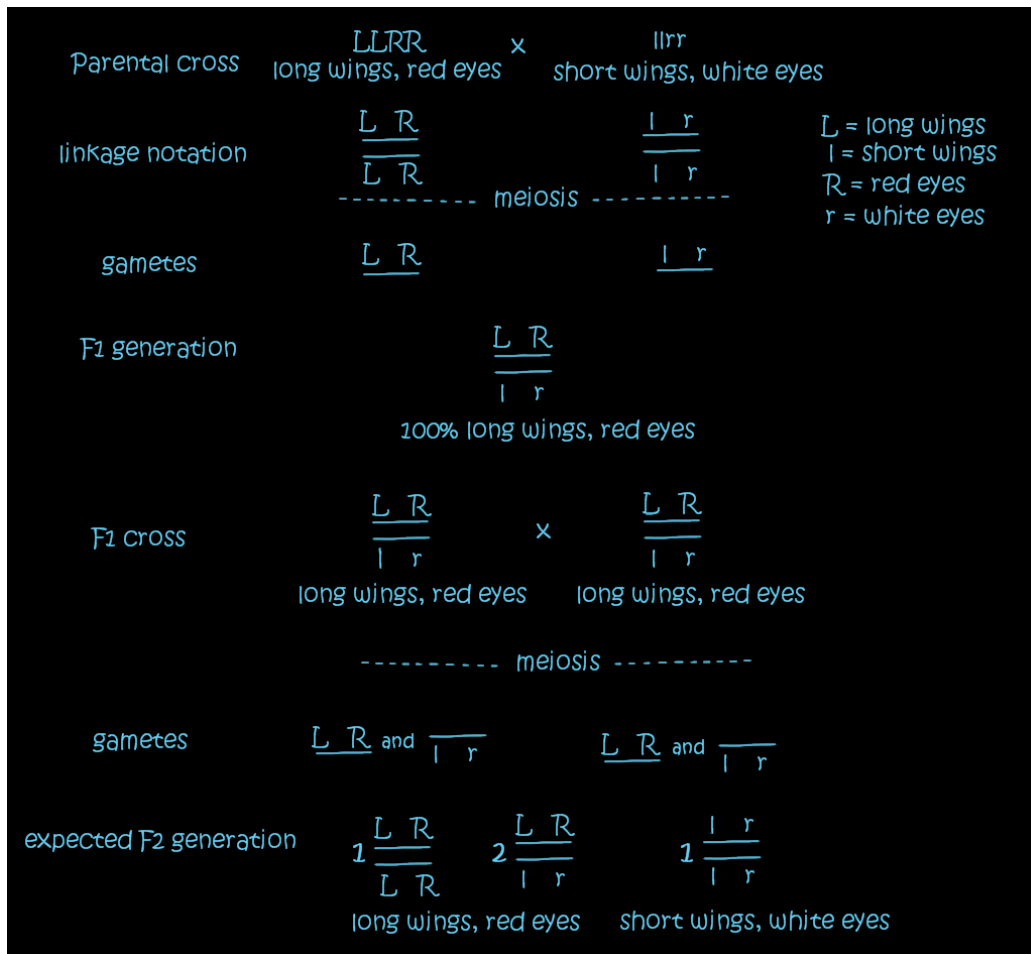 LLRR x llrr
Parental cross long wings, red eyes short wings, white eyes
L R l r L = long wings
linkage notation l = short wings
L R l r R = red eyes
---------- meiosis ---------- r = white eyes
gametes L R l r
F1 generation L R
l r
100% long wings, red eyes
L R L R
F1 cross x
l r l r
long wings, red eyes long wings, red eyes
---------- meiosis ----------
gametes L R and l r L R and l r
L R L R l r
expected F2 generation 1 2 1
L R l r l r
long wings, red eyes short wings, white eyes